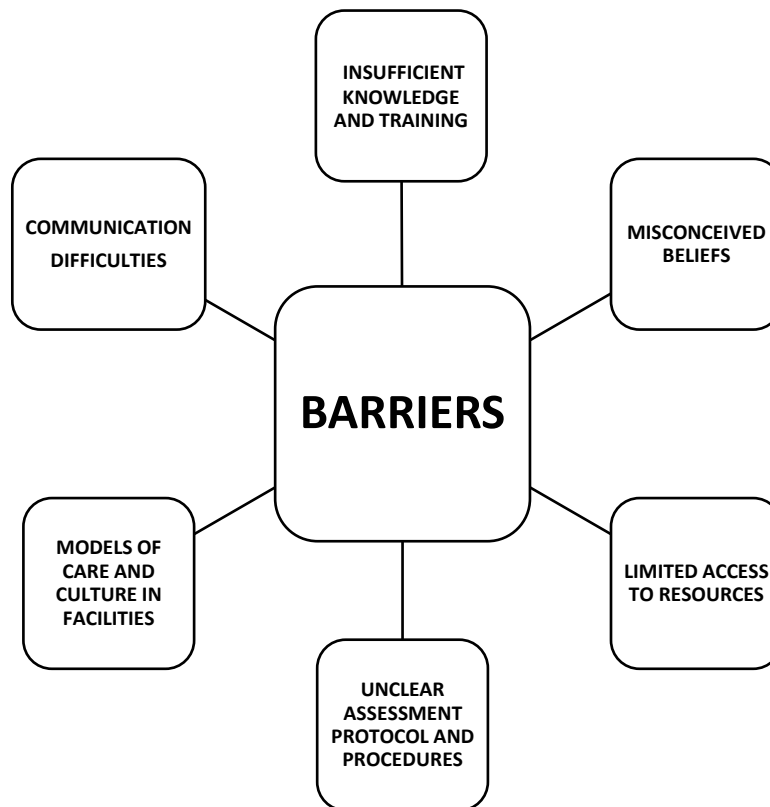 INSUFFICIENT
KNOWLEDGE
AND TRAINING
COMMUNICATION
DIFFICULTIES
MISCONCEIVED
BELIEFS
BARRIERS
MODELS OF
CARE AND
CULTURE IN
FACILITIES
LIMITED ACCESS
TO RESOURCES
UNCLEAR
ASSESSMENT
PROTOCOL AND
PROCEDURES